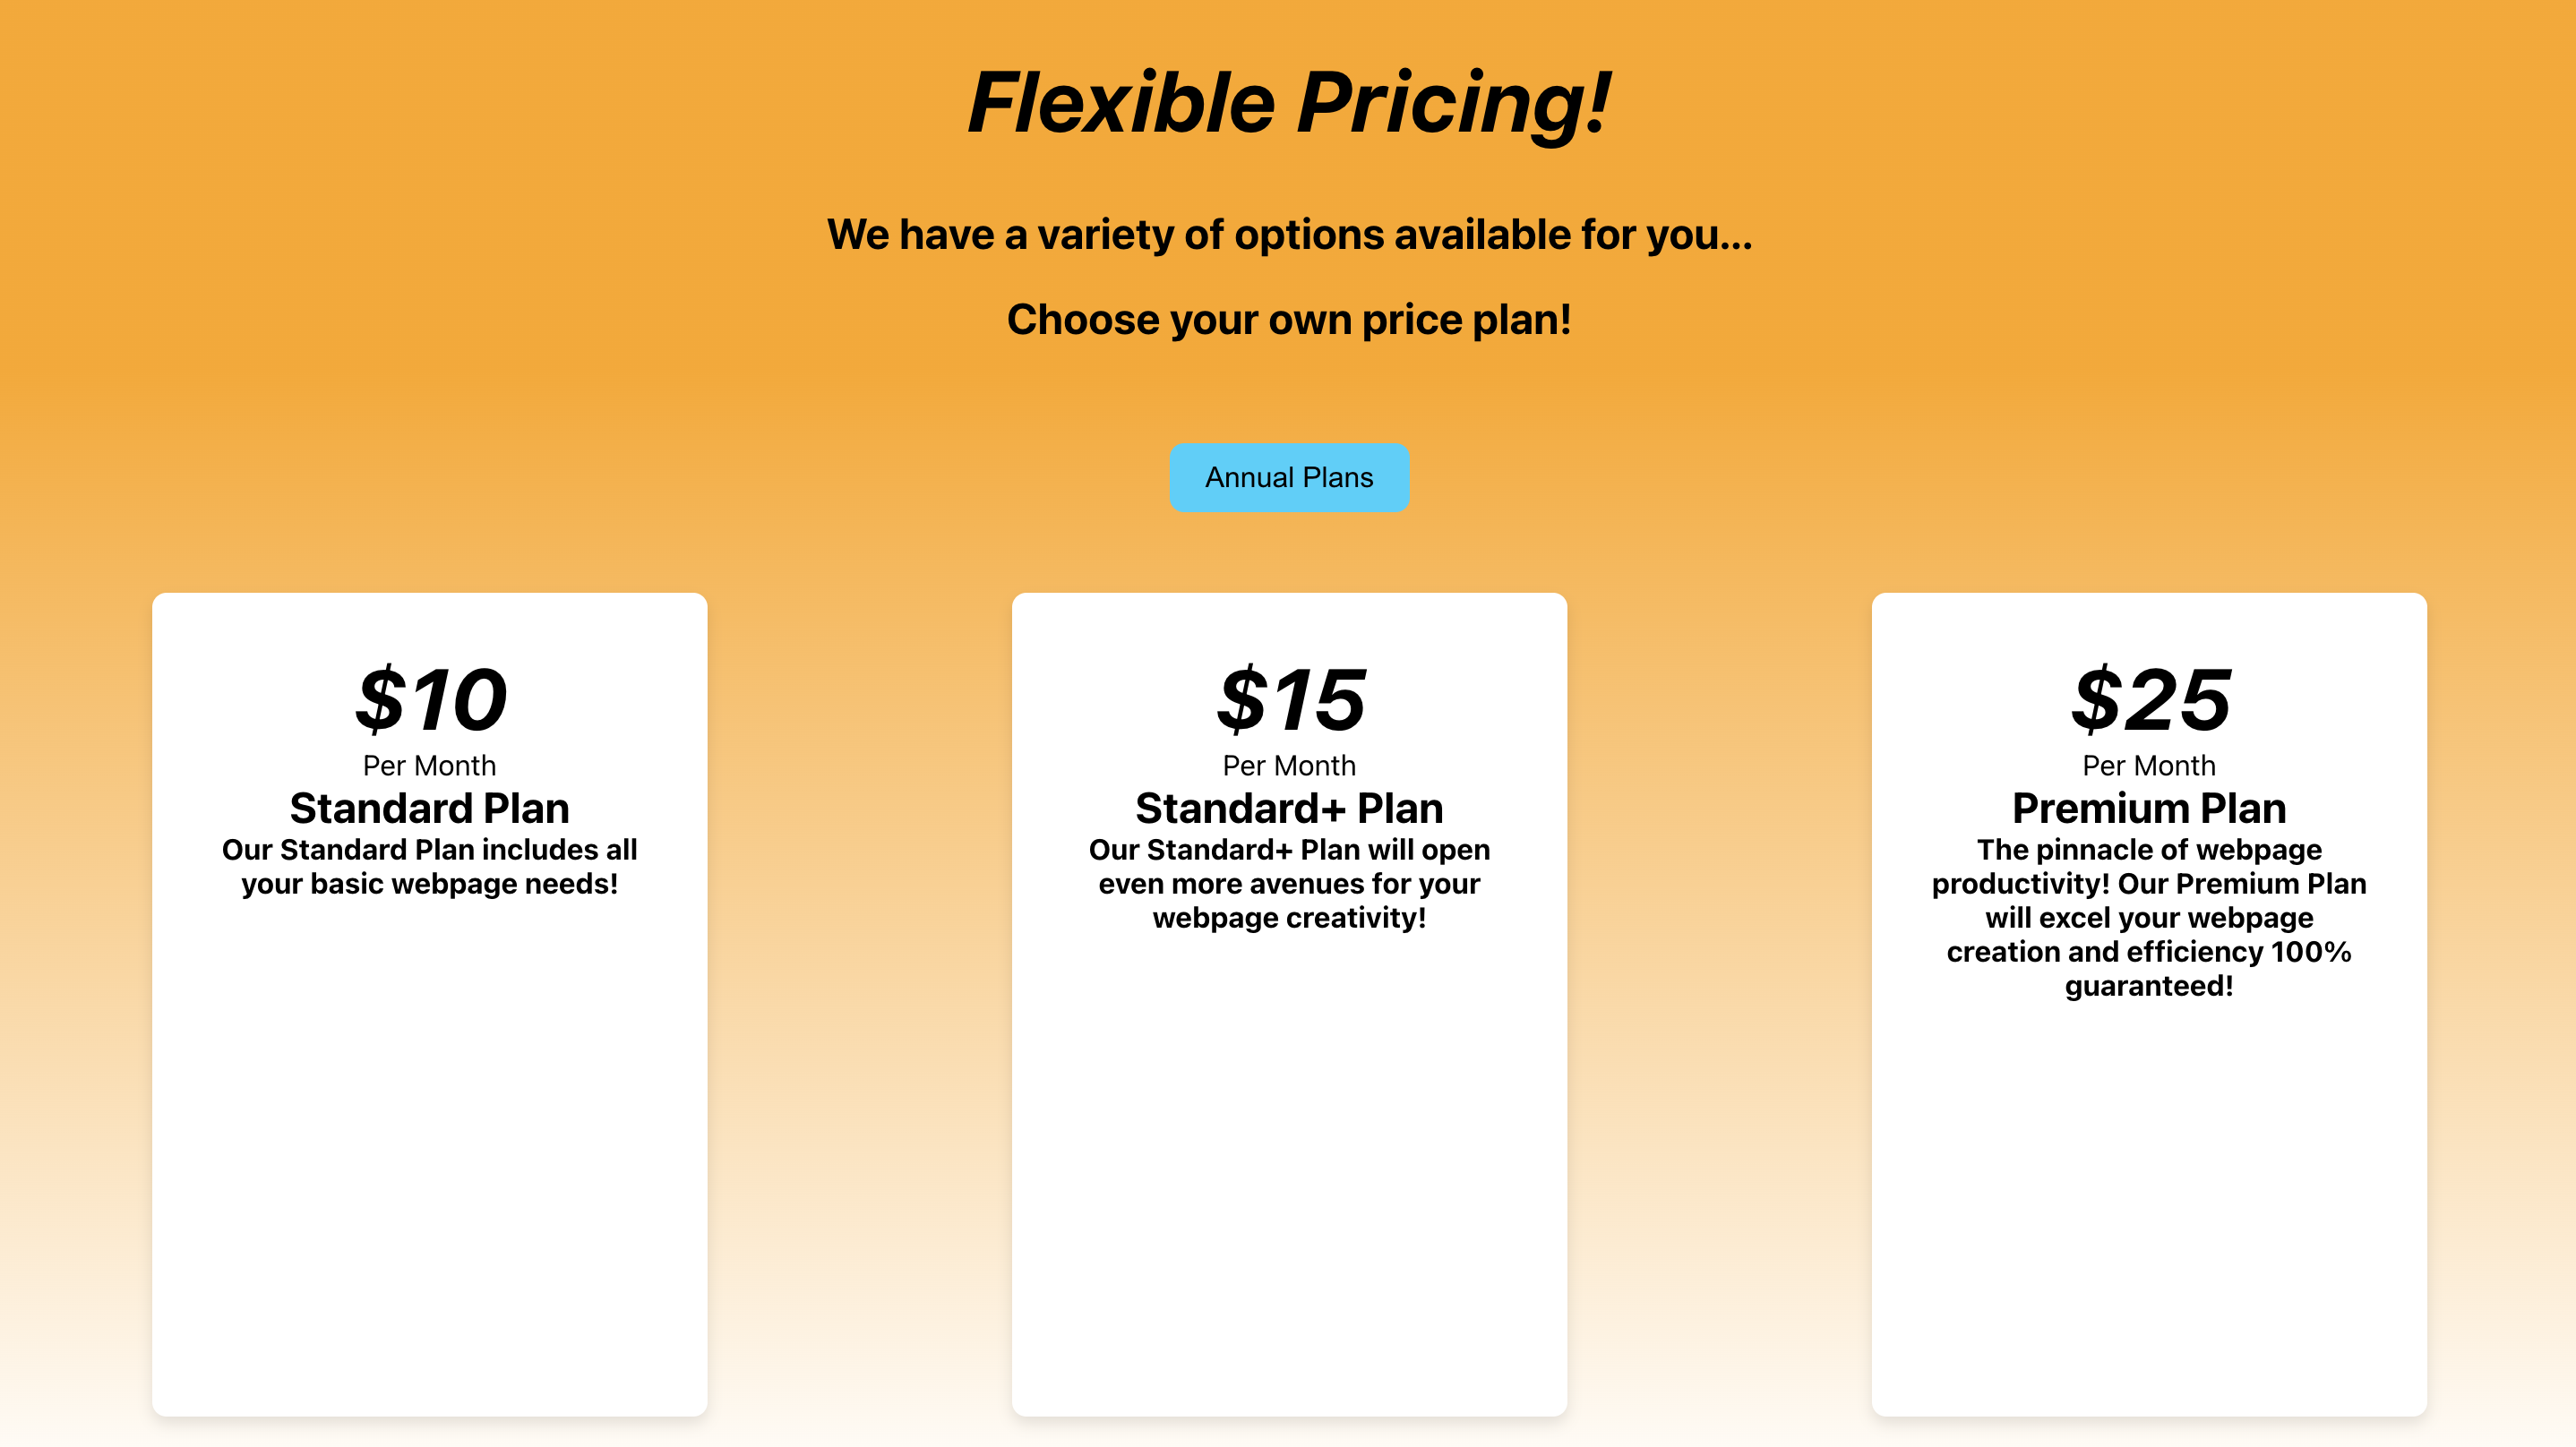 Flexible Pricing!
We have a variety of options available for you...
Choose your own price plan!
Annual Plans
$10
Per Month
Standard Plan
Our Standard Plan includes all
your basic webpage needs!
$15
Per Month
Standard+ Plan
Our Standard+ Plan will open
even more avenues for your
webpage creativity!
$25
Per Month
Premium Plan
The pinnacle of webpage
productivity! Our Premium Plan
will excel your webpage
creation and efficiency 100%
guaranteed!